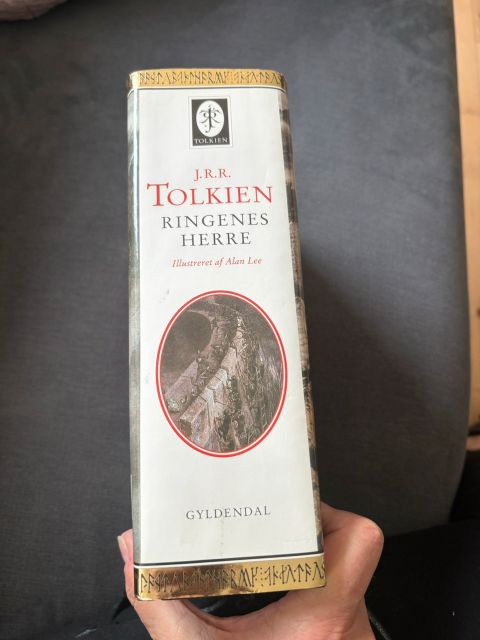 TOLKIEN
J.R.R.
TOLKIEN
RINGENES
HERRE
Illustreret af Alan Lee
GYLDENDAL